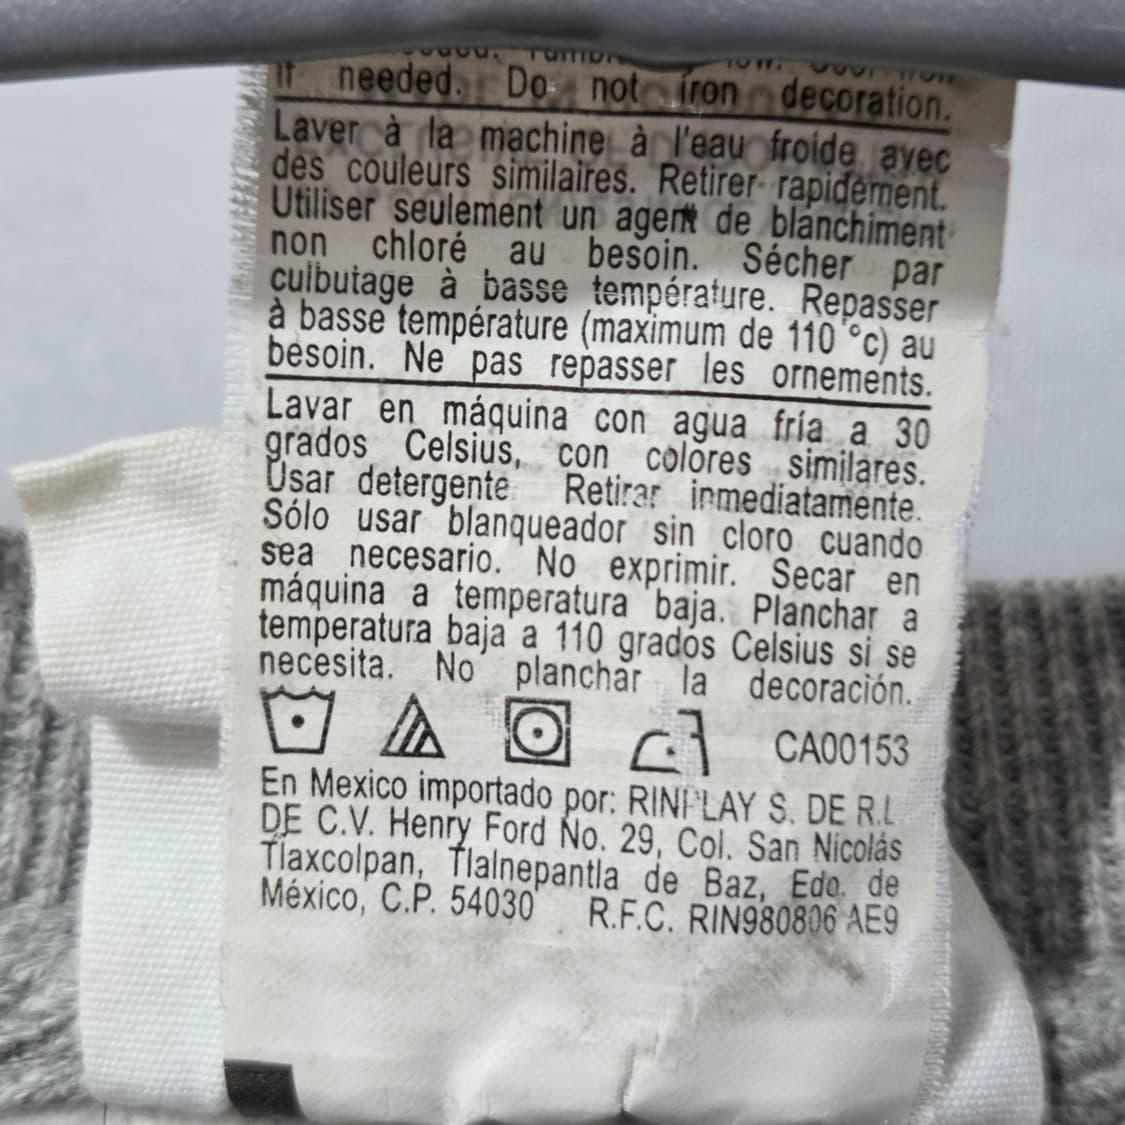 if needed. Do not iron decoration.
Laver à la machine à l'eau froide avec
des couleurs similaires. Retirer rapidement.
Utiliser seulement un agent de blanchiment
non chloré au besoin. Sécher par
culbutage à basse température. Repasser
à basse température (maximum de 110 °c) au
besoin. Ne pas repasser les ornements.
Lavar en máquina con agua fría a 30
grados Celsius, con colores similares.
Usar detergente. Retirar inmediatamente.
Sólo usar blanqueador sin cloro cuando
sea necesario. No exprimir. Secar en
máquina a temperatura baja. Planchar a
temperatura baja a 110 grados Celsius si se
necesita. No planchar la decoración.
CA00153
En Mexico importado por: RINPLAY S. DE R.L
DE C.V. Henry Ford No. 29, Col. San Nicolás
Tlaxcolpan, Tlalnepantla de Baz, Edo. de
México, C.P. 54030 R.F.C. RIN980806 AE9